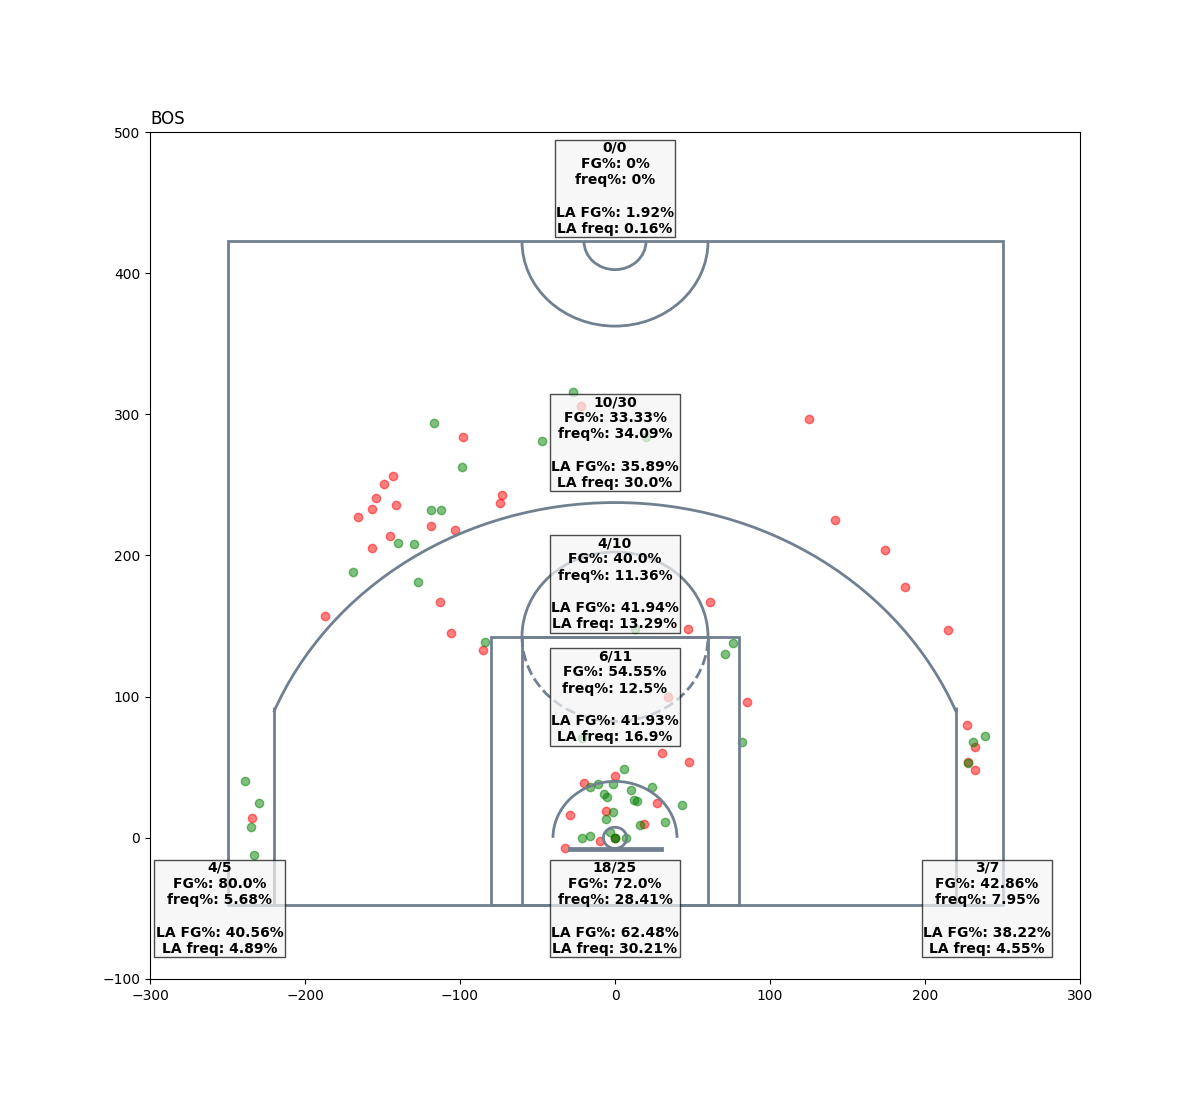 BOS
500
400
300
200
100
0
−100
−300
−200
−100
0
100
200
300
0/0
FG%: 0%
freq%: 0%
LA FG%: 1.92%
LA freq: 0.16%
10/30
FG%: 33.33%
freq%: 34.09%
LA FG%: 35.89%
LA freq: 30.0%
4/10
FG%: 40.0%
freq%: 11.36%
LA FG%: 41.94%
LA freq: 13.29%
6/11
FG%: 54.55%
freq%: 12.5%
LA FG%: 41.93%
LA freq: 16.9%
4/5
FG%: 80.0%
freq%: 5.68%
LA FG%: 40.56%
LA freq: 4.89%
18/25
FG%: 72.0%
freq%: 28.41%
LA FG%: 62.48%
LA freq: 30.21%
3/7
FG%: 42.86%
freq%: 7.95%
LA FG%: 38.22%
LA freq: 4.55%